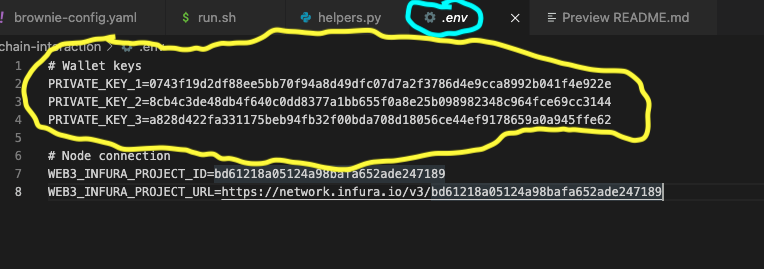 brownie-config.yaml
$ run.sh
helpers.py
.env
Preview README.md
chain-interaction > .env
1 # Wallet keys
2 PRIVATE_KEY_1=0743f19d2df88ee5bb70f94a8d49dfc07d7a2f3786d4e9cca8992b041f4e922e
3 PRIVATE_KEY_2=8cb4c3de48db4f640c0dd8377a1bb655f0a8e25b098982348c964fce69cc3144
4 PRIVATE_KEY_3=a828d422fa331175beb94fb32f00bda708d18056ce44ef9178659a0a945ffe62
5
6 # Node connection
7 WEB3_INFURA_PROJECT_ID=bd61218a05124a98bafa652ade247189
8 WEB3_INFURA_PROJECT_URL=https://network.infura.io/v3/bd61218a05124a98bafa652ade247189